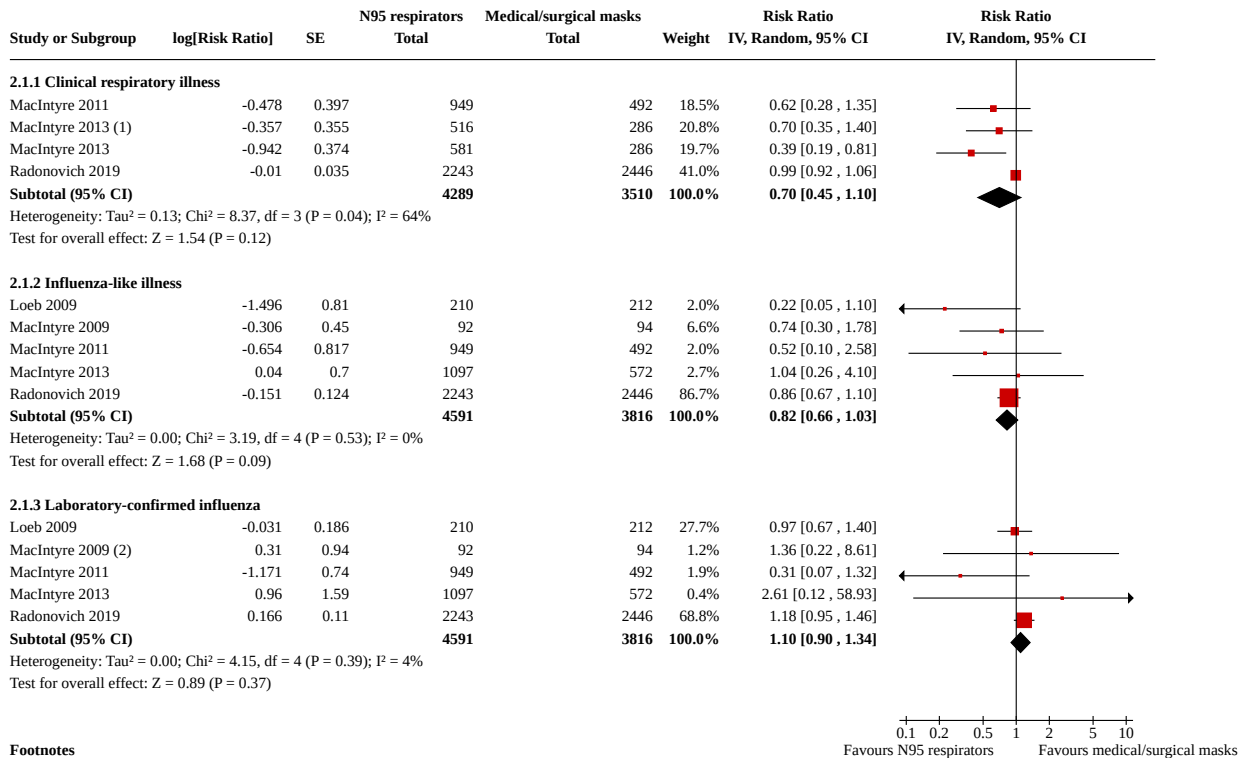 N95 respirators Medical/surgical masks Risk Ratio Risk Ratio
Study or Subgroup log[Risk Ratio] SE Total Total Weight IV, Random, 95% CI IV, Random, 95% CI
2.1.1 Clinical respiratory illness
MacIntyre 2011 -0.478 0.397 949 492 18.5% 0.62 [0.28 , 1.35]
MacIntyre 2013 (1) -0.357 0.355 516 286 20.8% 0.70 [0.35 , 1.40]
MacIntyre 2013 -0.942 0.374 581 286 19.7% 0.39 [0.19 , 0.81]
Radonovich 2019 -0.01 0.035 2243 2446 41.0% 0.99 [0.92 , 1.06]
Subtotal (95% CI) 4289 3510 100.0% 0.70 [0.45 , 1.10]
Heterogeneity: Tau² = 0.13; Chi² = 8.37, df = 3 (P = 0.04); I² = 64%
Test for overall effect: Z = 1.54 (P = 0.12)
2.1.2 Influenza-like illness
Loeb 2009 -1.496 0.81 210 212 2.0% 0.22 [0.05 , 1.10]
MacIntyre 2009 -0.306 0.45 92 94 6.6% 0.74 [0.30 , 1.78]
MacIntyre 2011 -0.654 0.817 949 492 2.0% 0.52 [0.10 , 2.58]
MacIntyre 2013 0.04 0.7 1097 572 2.7% 1.04 [0.26 , 4.10]
Radonovich 2019 -0.151 0.124 2243 2446 86.7% 0.86 [0.67 , 1.10]
Subtotal (95% CI) 4591 3816 100.0% 0.82 [0.66 , 1.03]
Heterogeneity: Tau² = 0.00; Chi² = 3.19, df = 4 (P = 0.53); I² = 0%
Test for overall effect: Z = 1.68 (P = 0.09)
2.1.3 Laboratory-confirmed influenza
Loeb 2009 -0.031 0.186 210 212 27.7% 0.97 [0.67 , 1.40]
MacIntyre 2009 (2) 0.31 0.94 92 94 1.2% 1.36 [0.22 , 8.61]
MacIntyre 2011 -1.171 0.74 949 492 1.9% 0.31 [0.07 , 1.32]
MacIntyre 2013 0.96 1.59 1097 572 0.4% 2.61 [0.12 , 58.93]
Radonovich 2019 0.166 0.11 2243 2446 68.8% 1.18 [0.95 , 1.46]
Subtotal (95% CI) 4591 3816 100.0% 1.10 [0.90 , 1.34]
Heterogeneity: Tau² = 0.00; Chi² = 4.15, df = 4 (P = 0.39); I² = 4%
Test for overall effect: Z = 0.89 (P = 0.37)
0.1 0.2 0.5 1 2 5 10
Footnotes Favours N95 respirators Favours medical/surgical masks